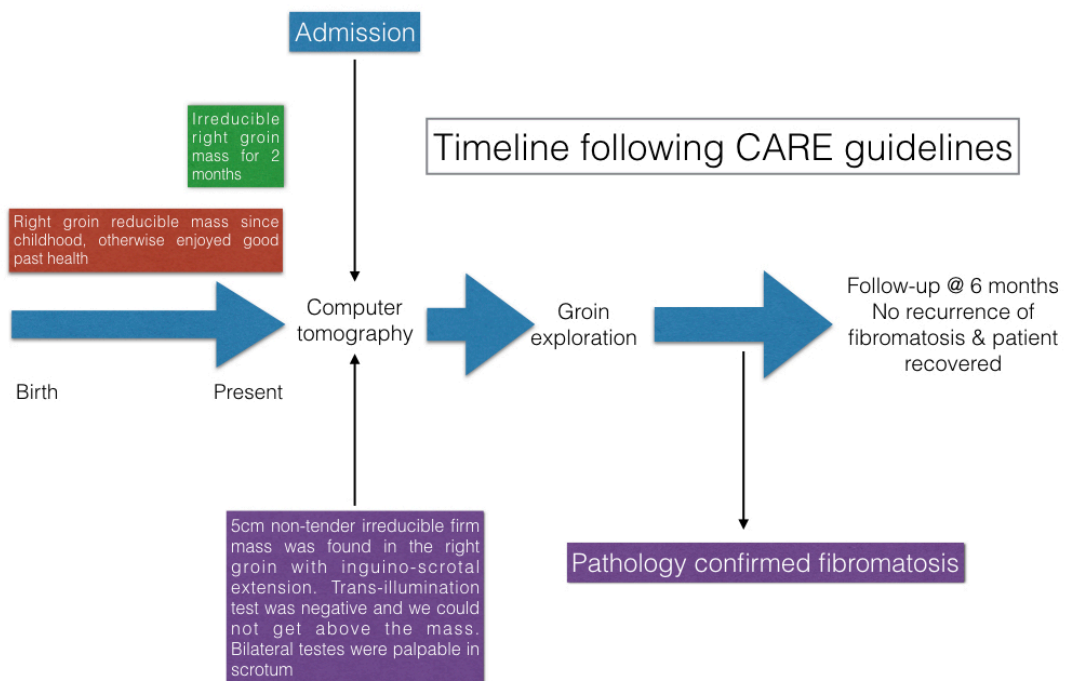 Admission
Irreducible
right groin
mass for 2
months
Timeline following CARE guidelines
Right groin reducible mass since
childhood, otherwise enjoyed good
past health
Birth
Present
Computer
tomography
Groin
exploration
Follow-up @ 6 months
No recurrence of
fibromatosis & patient
recovered
5cm non-tender irreducible firm
mass was found in the right
groin with inguino-scrotal
extension. Trans-illumination
test was negative and we could
not get above the mass.
Bilateral testes were palpable in
scrotum
Pathology confirmed fibromatosis